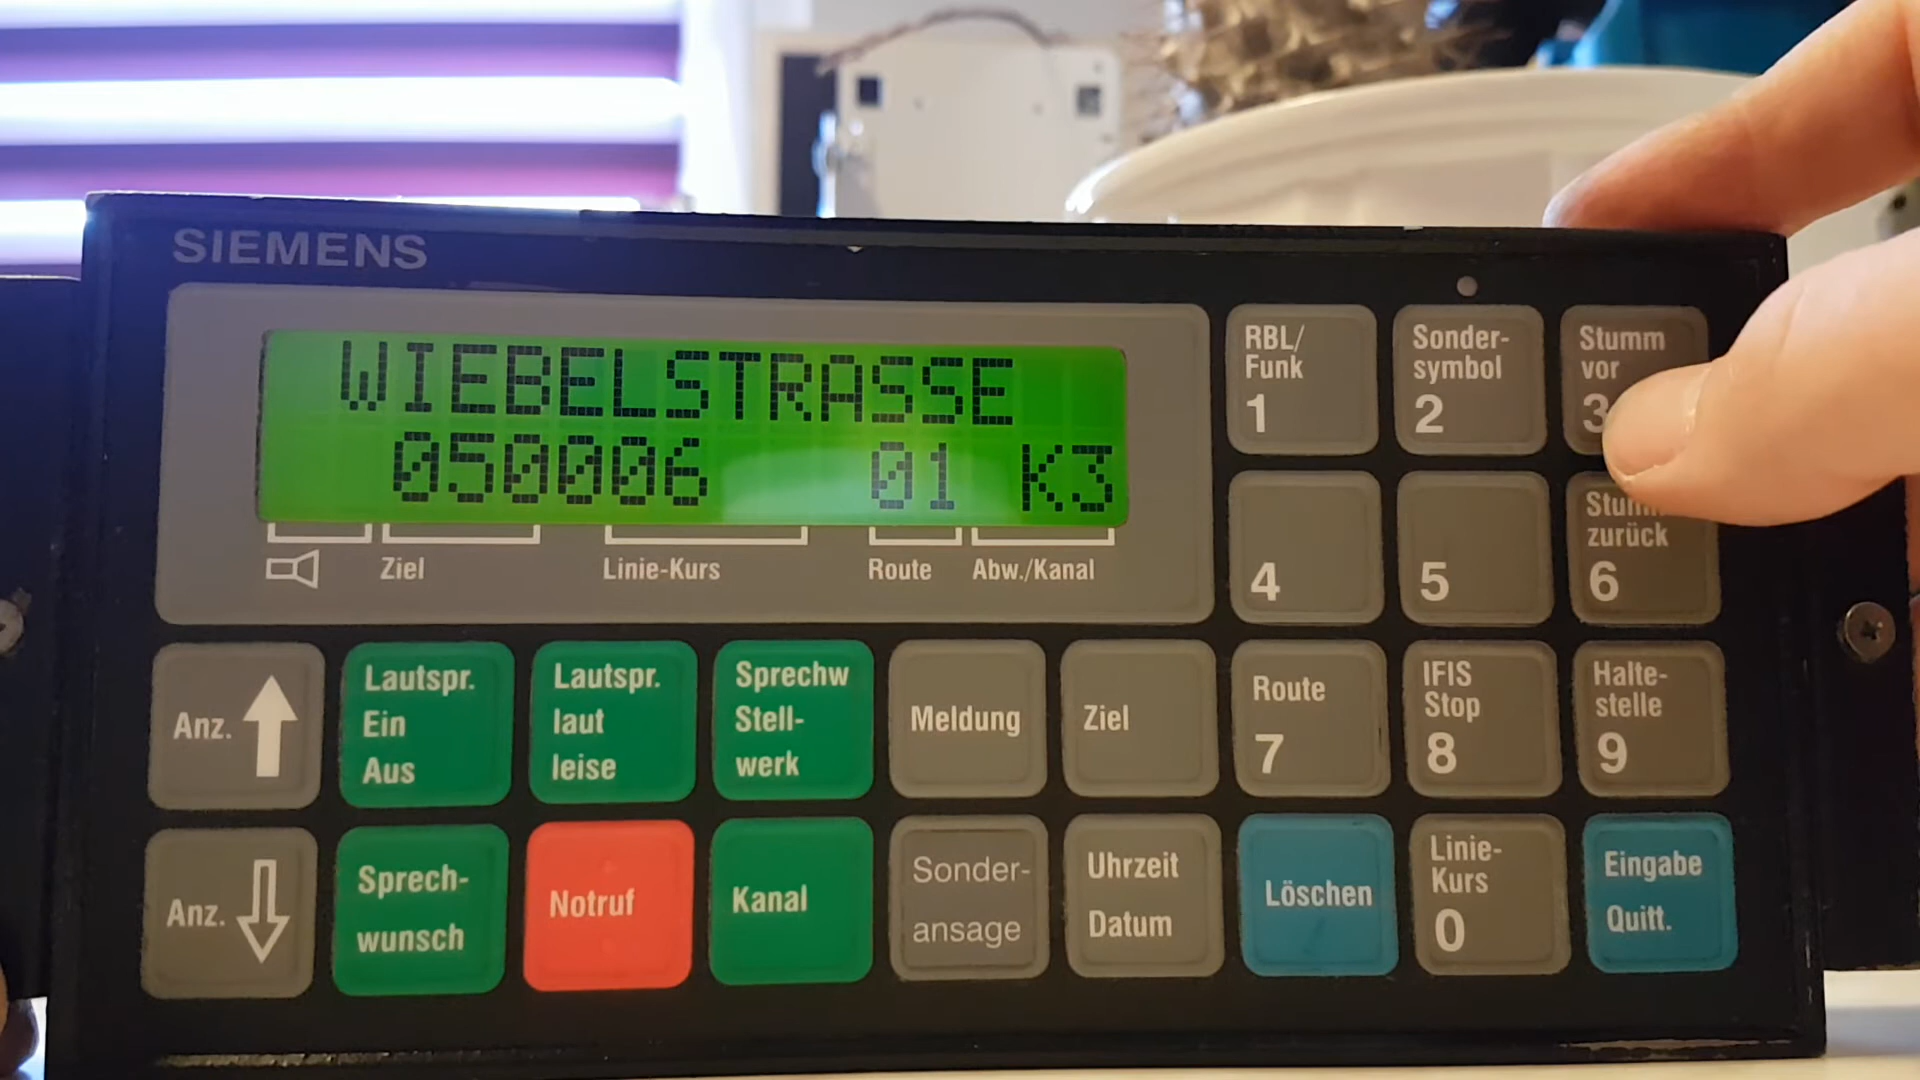 SIEMENS
WIEBELSTRASSE
050006 01 K3
Ziel Linie-Kurs Route Abw./Kanal
RBL/
Funk
1
Sonder-
symbol
2
Stumm
vor
3
4
5
Stumm
zurück
6
Anz.
Lautspr.
Ein
Aus
Lautspr.
laut
leise
Sprechw
Stell-
werk
Meldung
Ziel
Route
7
IFIS
Stop
8
Halte-
stelle
9
Anz.
Sprech-
wunsch
Notruf
Kanal
Sonder-
ansage
Uhrzeit
Datum
Löschen
Linie-
Kurs
0
Eingabe
Quitt.